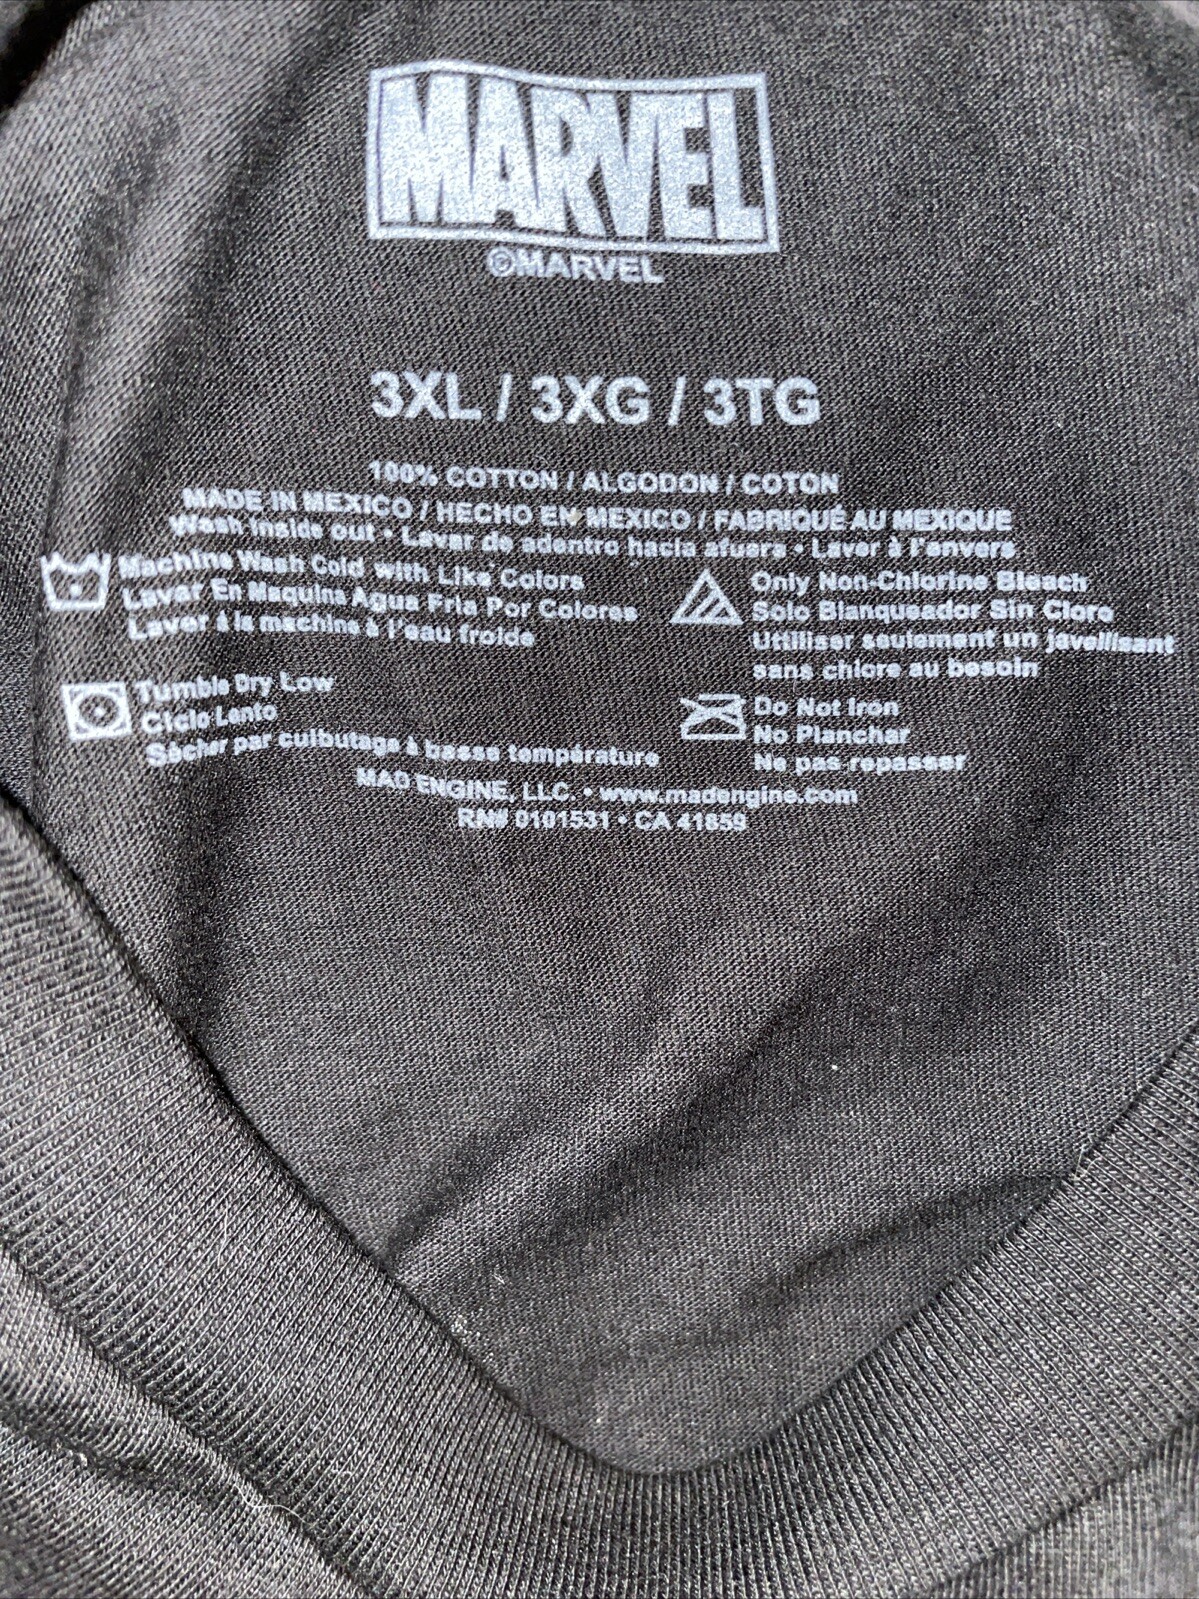 MARVEL
©MARVEL
3XL / 3XG / 3TG
100% COTTON / ALGODON / COTON
MADE IN MEXICO / HECHO EN MEXICO / FABRIQUÉ AU MEXIQUE
Wash inside out • Lavar de adentro hacia afuera • Laver à l'envers
Machine Wash Cold with Like Colors
Lavar En Maquina Agua Fria Por Colores
Laver à la machine à l'eau froide
Only Non-Chlorine Bleach
Solo Blanqueador Sin Cloro
Uttiliser seulement un javellisant
sans chlore au besoin
Tumble Dry Low
Ciclo Lento
Sécher par culbutage à basse température
Do Not Iron
No Planchar
Ne pas repasser
MAD ENGINE, LLC. • www.madengine.com
RN# 0101531 • CA 41859